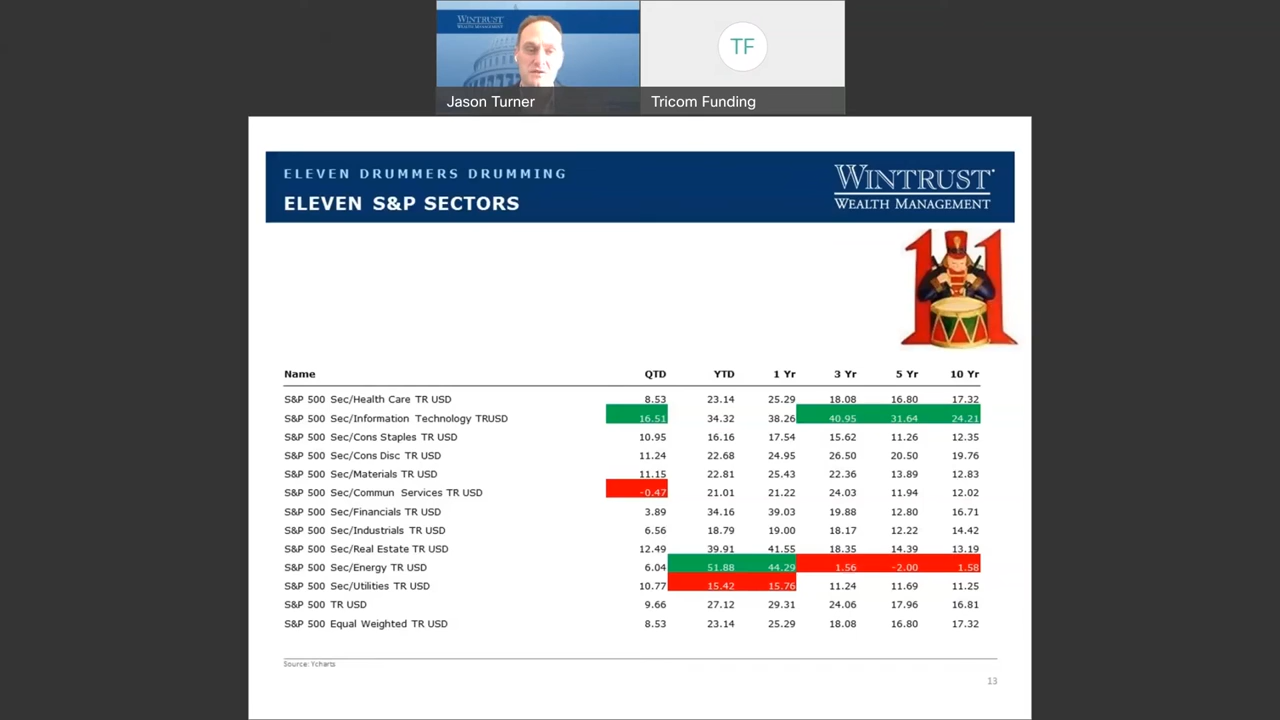 WINTRUST
WEALTH MANAGEMENT
TF
Jason Turner
Tricom Funding
ELEVEN DRUMMERS DRUMMING
ELEVEN S&P SECTORS
WINTRUST
WEALTH MANAGEMENT
11
Name QTD YTD 1 Yr 3 Yr 5 Yr 10 Yr
S&P 500 Sec/Health Care TR USD 8.53 23.14 25.29 18.08 16.80 17.32
S&P 500 Sec/Information Technology TRUSD 16.51 34.32 38.26 40.95 31.64 24.21
S&P 500 Sec/Cons Staples TR USD 10.95 16.16 17.54 15.62 11.26 12.35
S&P 500 Sec/Cons Disc TR USD 11.24 22.68 24.95 26.50 20.50 19.76
S&P 500 Sec/Materials TR USD 11.15 22.81 25.43 22.36 13.89 12.83
S&P 500 Sec/Commun Services TR USD -0.47 21.01 21.22 24.03 11.94 12.02
S&P 500 Sec/Financials TR USD 3.89 34.16 39.03 19.88 12.80 16.71
S&P 500 Sec/Industrials TR USD 6.56 18.79 19.00 18.17 12.22 14.42
S&P 500 Sec/Real Estate TR USD 12.49 39.91 41.55 18.35 14.39 13.19
S&P 500 Sec/Energy TR USD 6.04 51.88 44.29 1.56 -2.00 1.58
S&P 500 Sec/Utilities TR USD 10.77 15.42 15.76 11.24 11.69 11.25
S&P 500 TR USD 9.66 27.12 29.31 24.06 17.96 16.81
S&P 500 Equal Weighted TR USD 8.53 23.14 25.29 18.08 16.80 17.32
Source: Ycharts
13